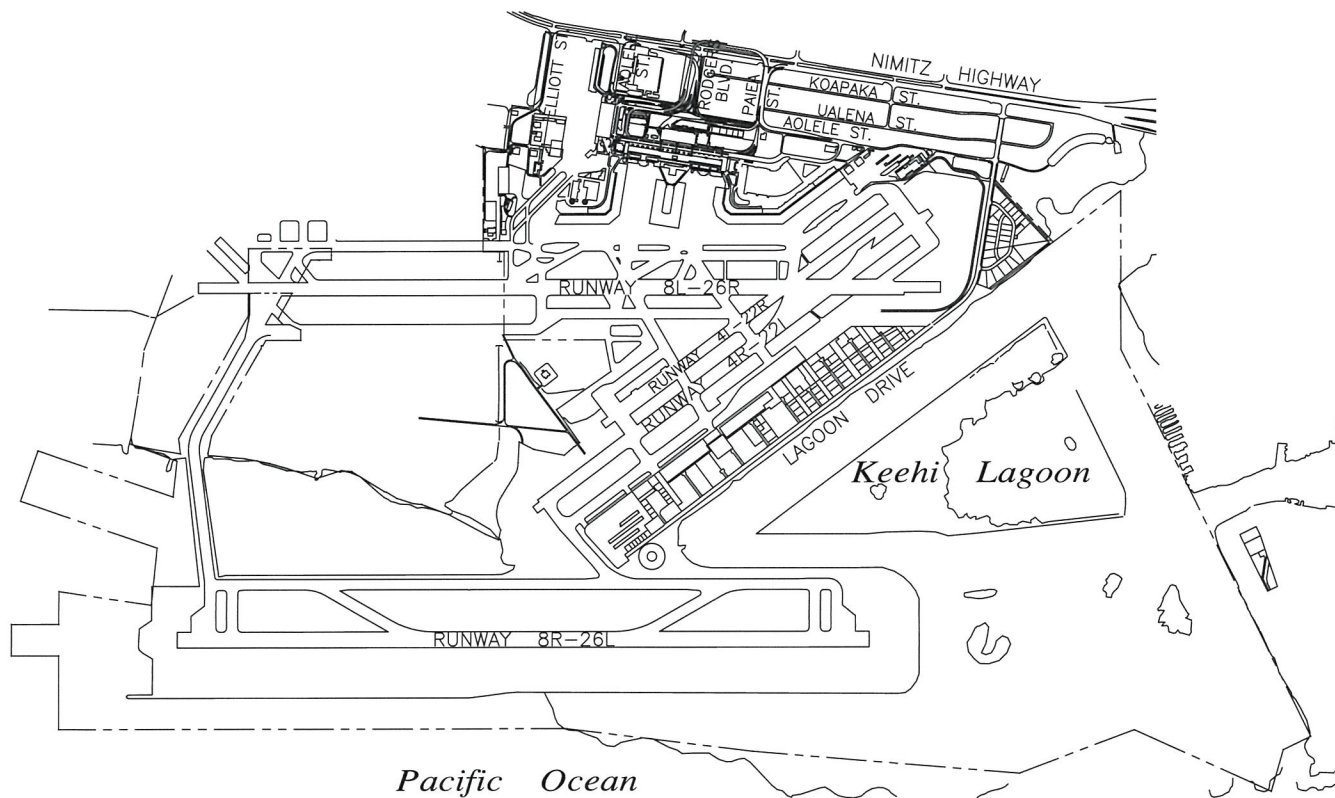 NIMITZ HIGHWAY
ELLIOTT ST.
ST.
RODGERS
BLVD
PAIEA
ST.
KOAPAKA ST.
UALENA ST.
AOLELE ST.
RUNWAY 8L-26R
RUNWAY 4L-22R
RUNWAY 4R-22L
LAGOON DRIVE
Keehi Lagoon
RUNWAY 8R-26L
Pacific Ocean